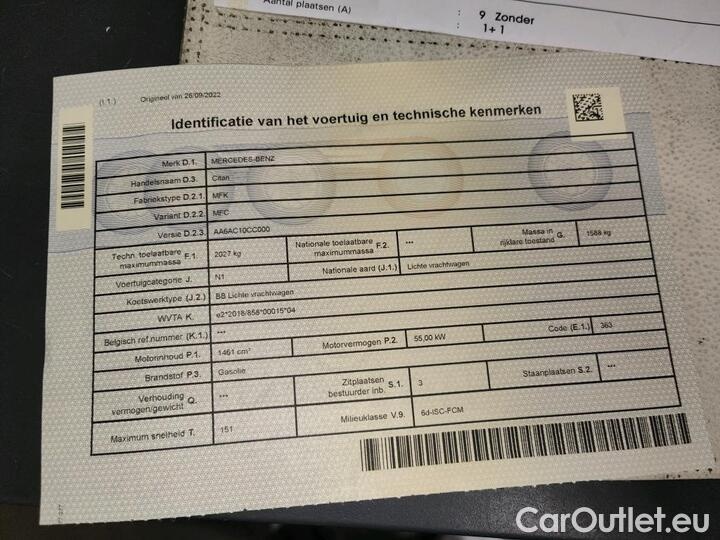 Aantal plaatsen (A) : 9 Zonder
: 1+1
(I.1.) Origineel van 26/09/2022
Identificatie van het voertuig en technische kenmerken
Merk D.1. MERCEDES-BENZ
Handelsnaam D.3. Citan
Fabriekstype D.2.1. MFK
Variant D.2.2. MFC
Versie D.2.3. AA6AC10CC000
Techn. toelaatbare maximummassa F.1. 2027 kg Nationale toelaatbare maximummassa F.2. *** Massa in rijklare toestand G. 1588 kg
Voertuigcategorie J. N1 Nationale aard (J.1.) Lichte vrachtwagen
Koetswerktype (J.2.) BB Lichte vrachtwagen
WVTA K. e2*2018/858*00015*04
Belgisch ref.nummer (K.1.) ***
Motorinhoud P.1. 1461 cm³ Motorvermogen P.2. 55,00 kW Code (E.1.) 363
Brandstof P.3. Gasolie
Verhouding vermogen/gewicht Q. *** Zitplaatsen bestuurder inb. S.1. 3 Staanplaatsen S.2. ***
Maximum snelheid T. 151 Milieuklasse V.9. 6d-ISC-FCM
CarOutlet.eu